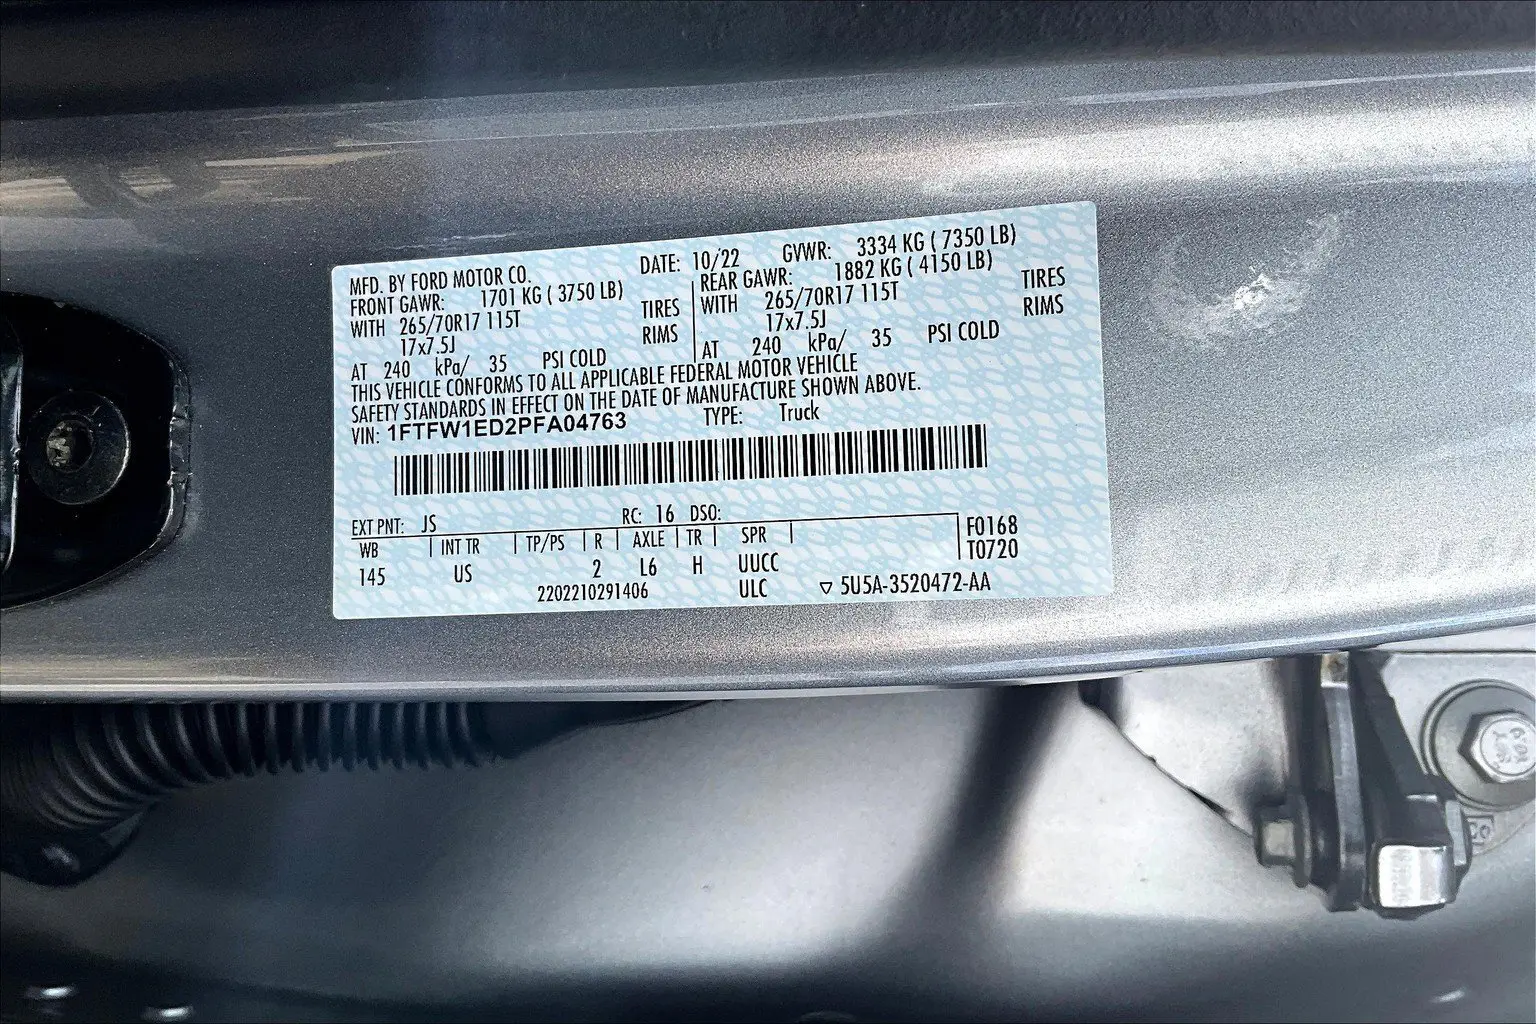 MFD. BY FORD MOTOR CO. DATE: 10/22 GVWR: 3334 KG ( 7350 LB)
FRONT GAWR: 1701 KG ( 3750 LB) REAR GAWR: 1882 KG ( 4150 LB)
WITH 265/70R17 115T TIRES WITH 265/70R17 115T TIRES
17x7.5J RIMS 17x7.5J RIMS
AT 240 kPa/ 35 PSI COLD AT 240 kPa/ 35 PSI COLD
THIS VEHICLE CONFORMS TO ALL APPLICABLE FEDERAL MOTOR VEHICLE
SAFETY STANDARDS IN EFFECT ON THE DATE OF MANUFACTURE SHOWN ABOVE.
VIN: 1FTFW1ED2PFA04763 TYPE: Truck
EXT PNT: JS RC: 16 DSO:
WB INT TR TP/PS R AXLE TR SPR F0168
145 US 2 L6 H UUCC T0720
2202210291406 ULC ▽ 5U5A-3520472-AA